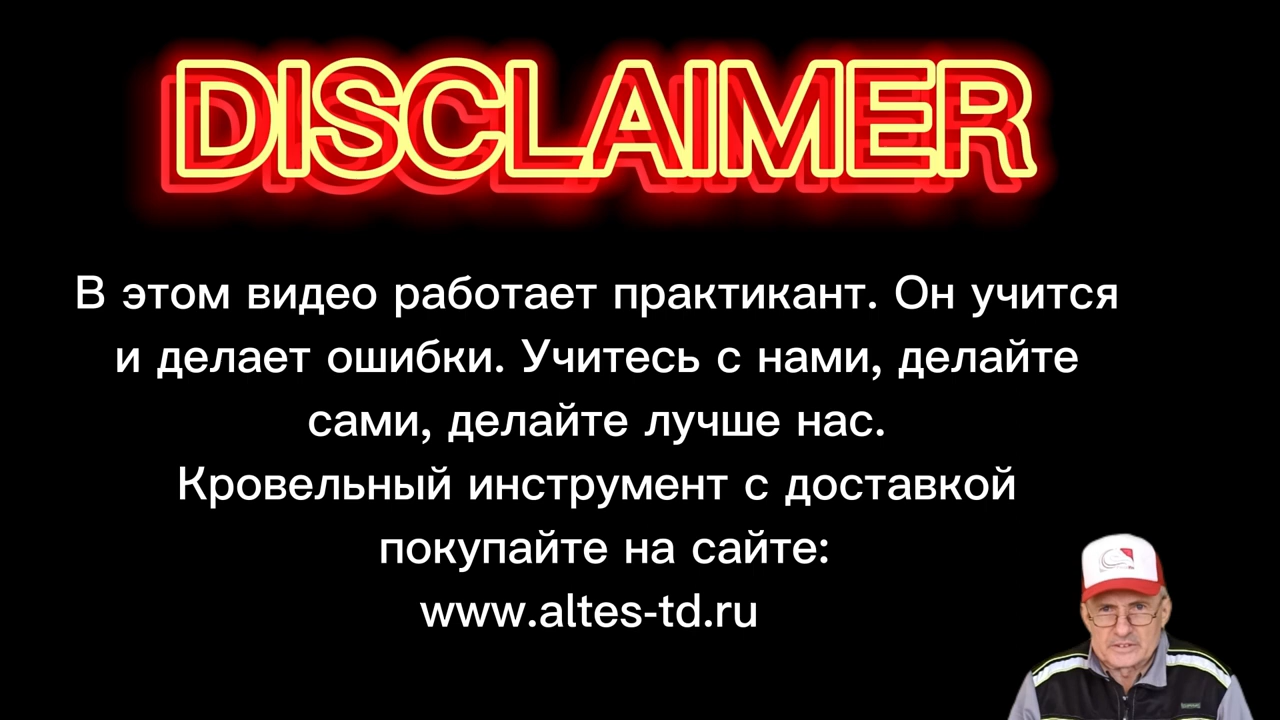 DISCLAIMER
В этом видео работает практикант. Он учится
и делает ошибки. Учитесь с нами, делайте
сами, делайте лучше нас.
Кровельный инструмент с доставкой
покупайте на сайте:
www.altes-td.ru